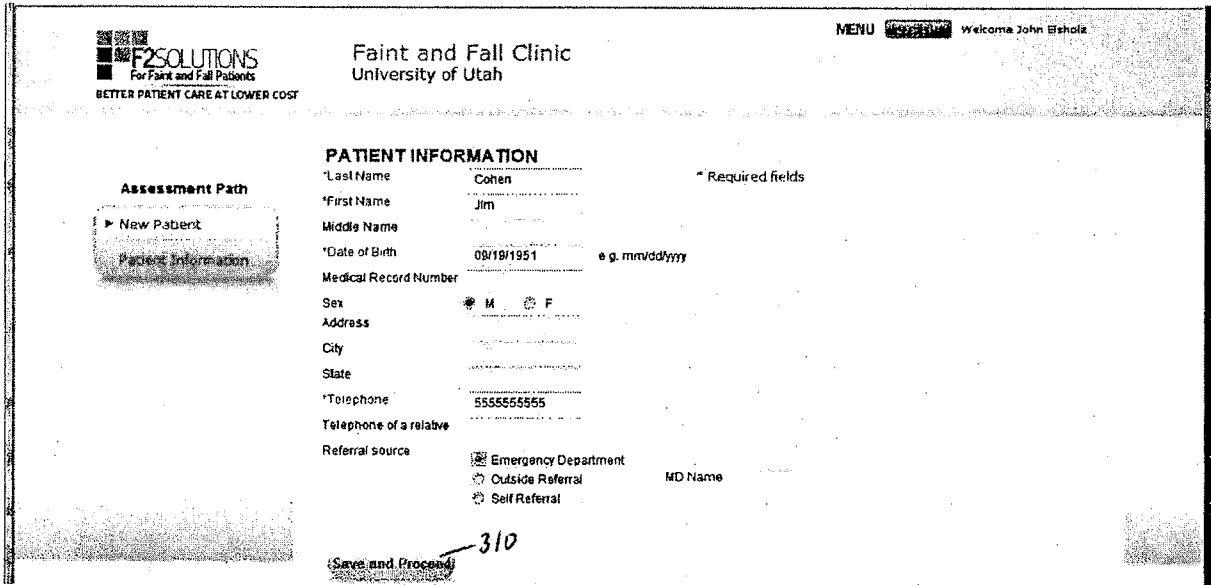 F2SOLUTIONS
For Faint and Fall Patients
BETTER PATIENT CARE AT LOWER COST
Faint and Fall Clinic
University of Utah
MENU Welcome John
Assessment Path
New Patient
Patient Information
PATIENT INFORMATION
*Last Name Cohen * Required fields
*First Name Jim
Middle Name
*Date of Birth 09/19/1951 e g. mm/dd/yyyy
Medical Record Number
Sex M F
Address
City
State
*Telephone 5555555555
Telephone of a relative
Referral source
Emergency Department
Outside Referral MD Name
Self Referral
310
Save and Proceed